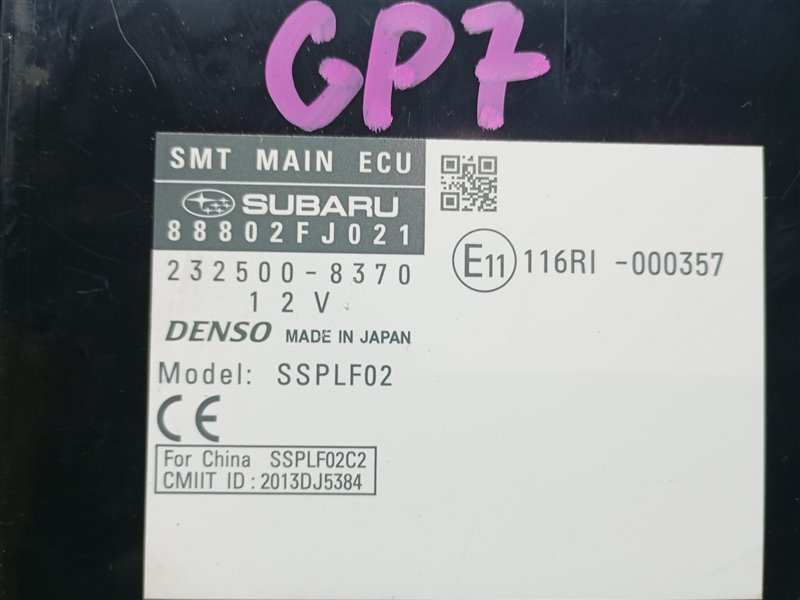 GP7
SMT MAIN ECU
SUBARU
88802FJ021
232500-8370
12V
DENSO MADE IN JAPAN
Model: SSPLF02
CE
For China SSPLF02C2
CMIIT ID : 2013DJ5384
E11 116RI -000357